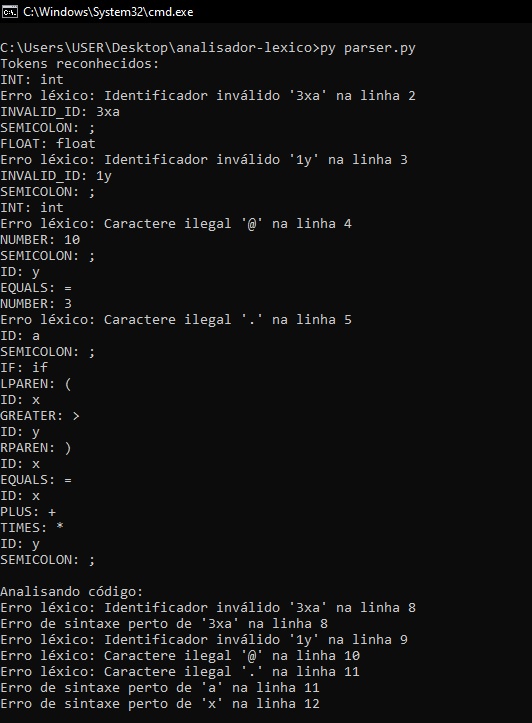 C:\Windows\System32\cmd.exe
C:\Users\USER\Desktop\analisador-lexico>py parser.py
Tokens reconhecidos:
INT: int
Erro léxico: Identificador inválido '3xa' na linha 2
INVALID_ID: 3xa
SEMICOLON: ;
FLOAT: float
Erro léxico: Identificador inválido '1y' na linha 3
INVALID_ID: 1y
SEMICOLON: ;
INT: int
Erro léxico: Caractere ilegal '@' na linha 4
NUMBER: 10
SEMICOLON: ;
ID: y
EQUALS: =
NUMBER: 3
Erro léxico: Caractere ilegal '.' na linha 5
ID: a
SEMICOLON: ;
IF: if
LPAREN: (
ID: x
GREATER: >
ID: y
RPAREN: )
ID: x
EQUALS: =
ID: x
PLUS: +
TIMES: *
ID: y
SEMICOLON: ;
Analisando código:
Erro léxico: Identificador inválido '3xa' na linha 8
Erro de sintaxe perto de '3xa' na linha 8
Erro léxico: Identificador inválido '1y' na linha 9
Erro léxico: Caractere ilegal '@' na linha 10
Erro léxico: Caractere ilegal '.' na linha 11
Erro de sintaxe perto de 'a' na linha 11
Erro de sintaxe perto de 'x' na linha 12